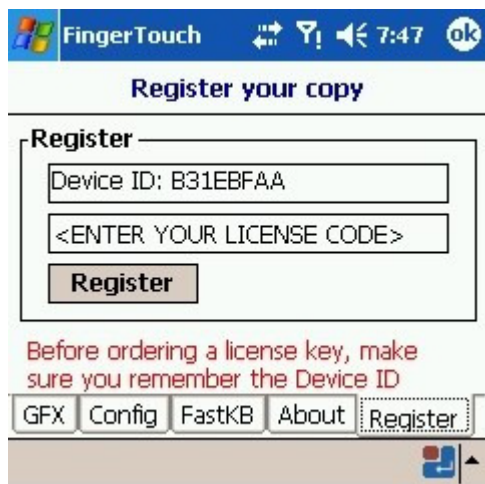 FingerTouch 7:47 ok
Register your copy
Register
Device ID: B31EBFAA
<ENTER YOUR LICENSE CODE>
Register
Before ordering a license key, make
sure you remember the Device ID
GFX Config FastKB About Register